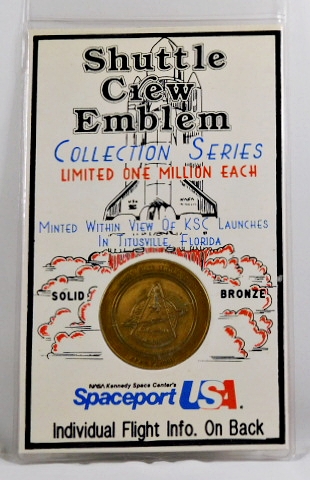 Shuttle
Crew
Emblem
COLLECTION SERIES
LIMITED ONE MILLION EACH
MINTED WITHIN VIEW OF KSC LAUNCHES
IN TITUSVILLE, FLORIDA
SOLID BRONZE
NASA Kennedy Space Center's
Spaceport USA
Individual Flight Info. On Back